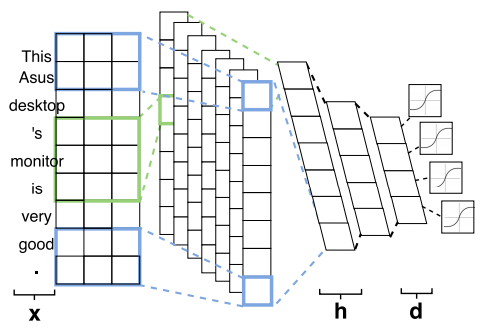 This
Asus
desktop
's
monitor
is
very
good
.
x
h
d